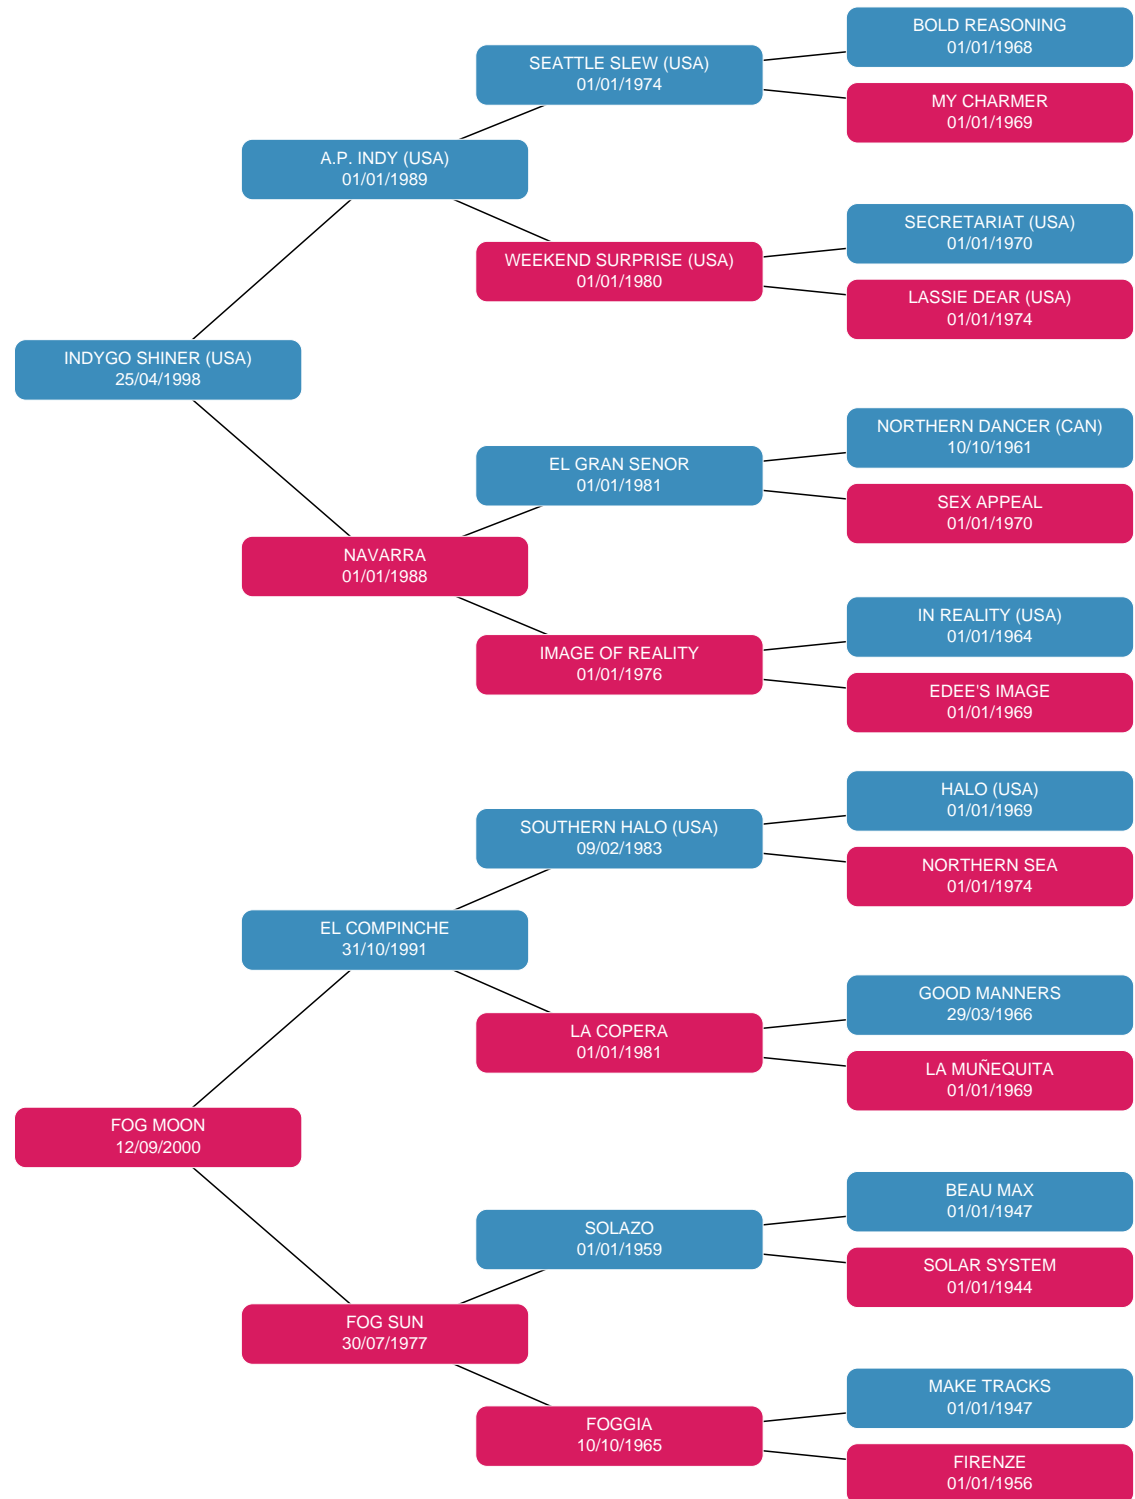 BOLD REASONING
01/01/1968
SEATTLE SLEW (USA)
01/01/1974
MY CHARMER
01/01/1969
A.P. INDY (USA)
01/01/1989
SECRETARIAT (USA)
01/01/1970
WEEKEND SURPRISE (USA)
01/01/1980
LASSIE DEAR (USA)
01/01/1974
INDYGO SHINER (USA)
25/04/1998
NORTHERN DANCER (CAN)
10/10/1961
EL GRAN SENOR
01/01/1981
SEX APPEAL
01/01/1970
NAVARRA
01/01/1988
IN REALITY (USA)
01/01/1964
IMAGE OF REALITY
01/01/1976
EDEE'S IMAGE
01/01/1969
HALO (USA)
01/01/1969
SOUTHERN HALO (USA)
09/02/1983
NORTHERN SEA
01/01/1974
EL COMPINCHE
31/10/1991
GOOD MANNERS
29/03/1966
LA COPERA
01/01/1981
LA MUÑEQUITA
01/01/1969
FOG MOON
12/09/2000
BEAU MAX
01/01/1947
SOLAZO
01/01/1959
SOLAR SYSTEM
01/01/1944
FOG SUN
30/07/1977
MAKE TRACKS
01/01/1947
FOGGIA
10/10/1965
FIRENZE
01/01/1956